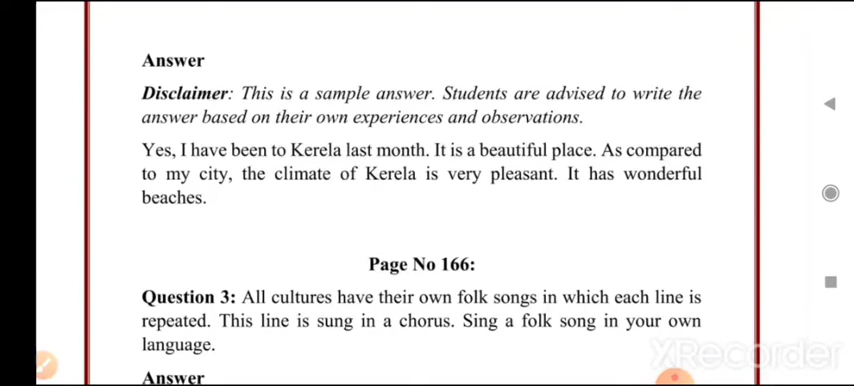 Answer
Disclaimer: This is a sample answer. Students are advised to write the
answer based on their own experiences and observations.
Yes, I have been to Kerela last month. It is a beautiful place. As compared
to my city, the climate of Kerela is very pleasant. It has wonderful
beaches.
Page No 166:
Question 3: All cultures have their own folk songs in which each line is
repeated. This line is sung in a chorus. Sing a folk song in your own
language.
XRecorder
Answer